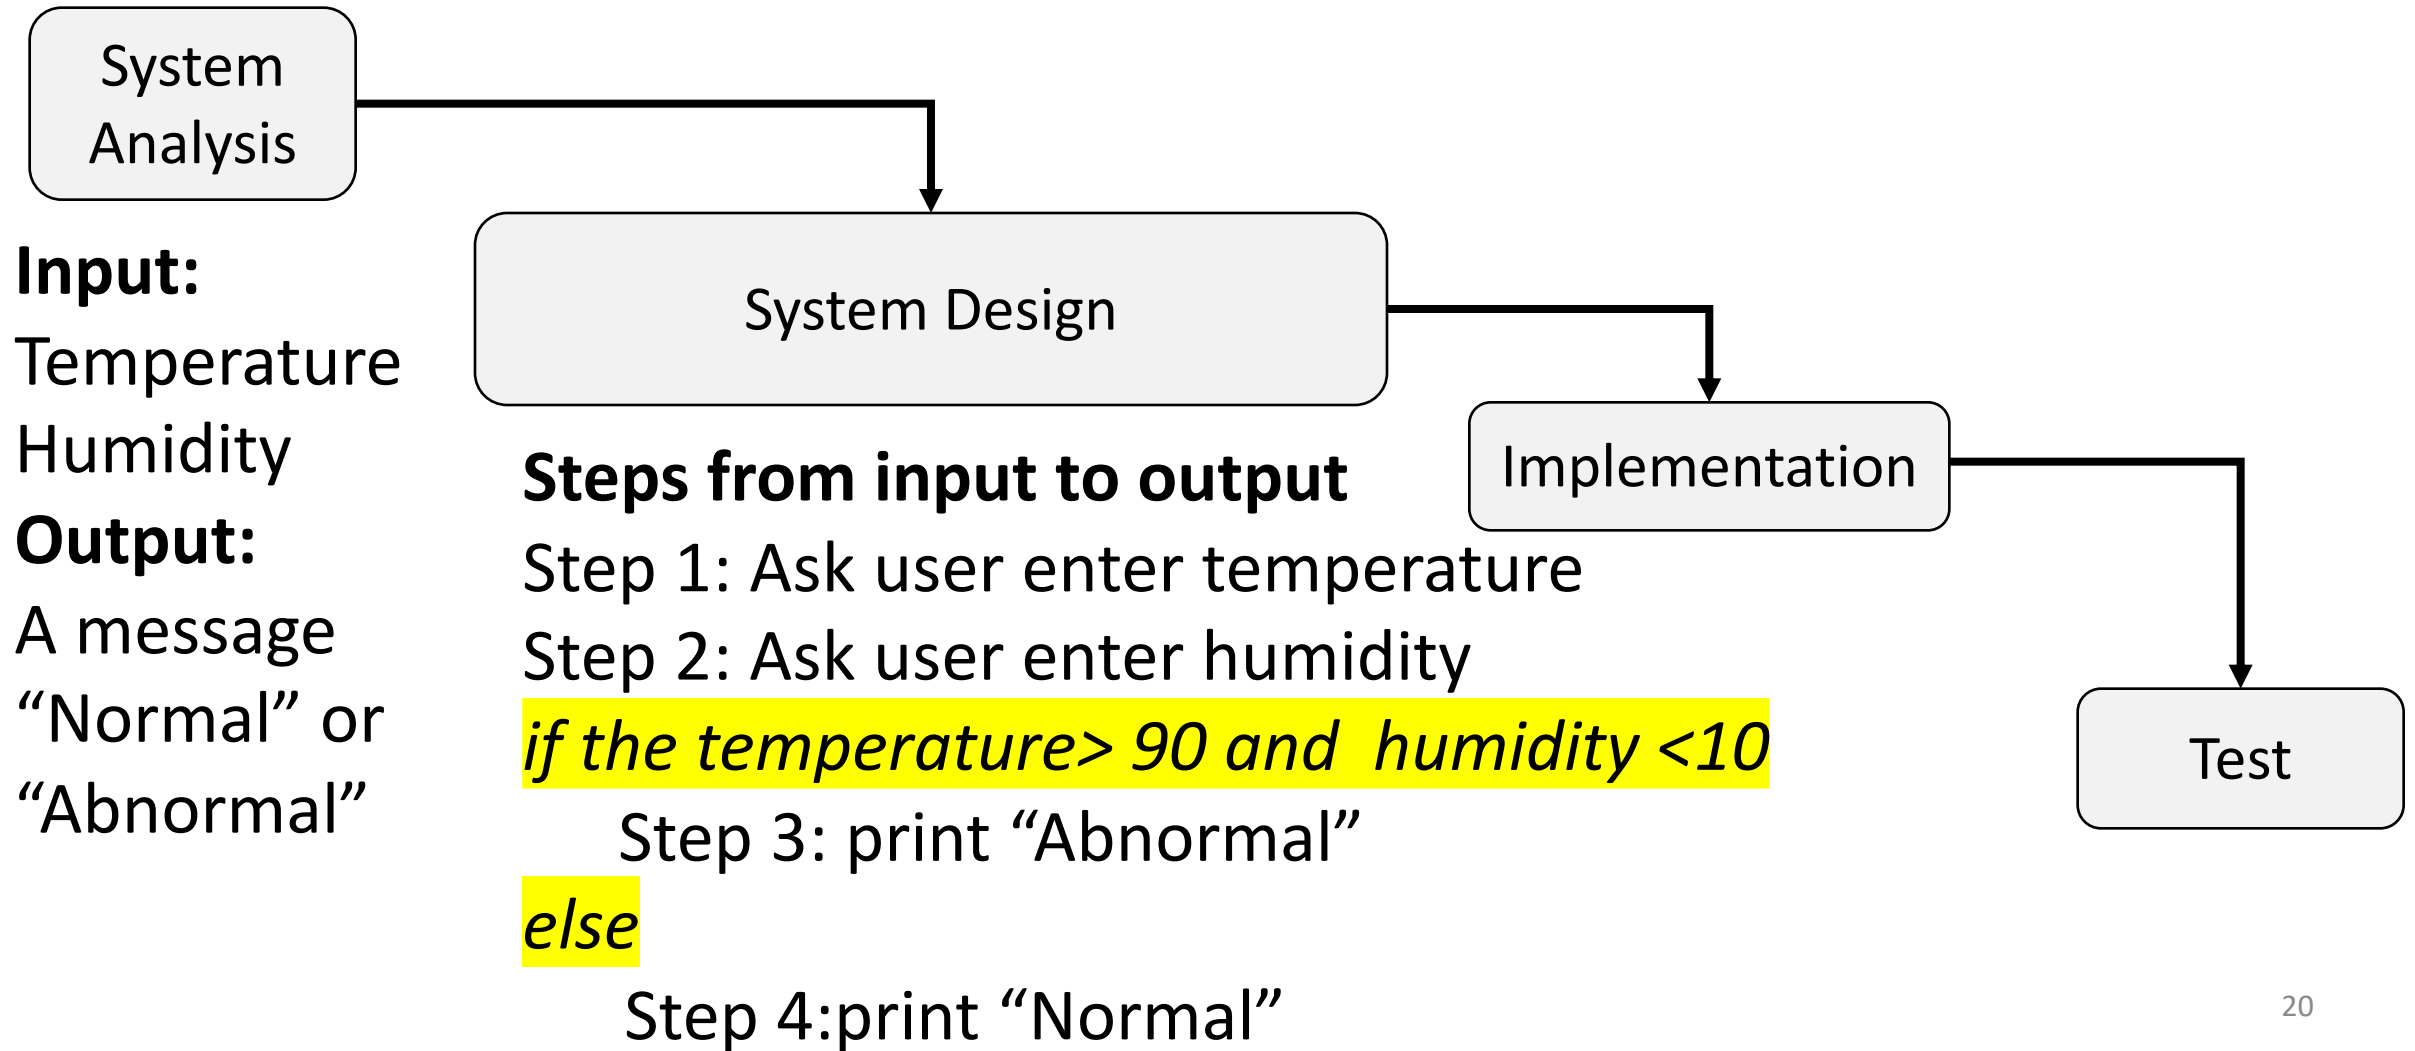 System
Analysis
Input:
Temperature
Humidity
Output:
A message
“Normal” or
“Abnormal”
System Design
Steps from input to output
Step 1: Ask user enter temperature
Step 2: Ask user enter humidity
if the temperature> 90 and  humidity <10
Step 3: print “Abnormal”
else
Step 4:print “Normal”
Implementation
Test
20